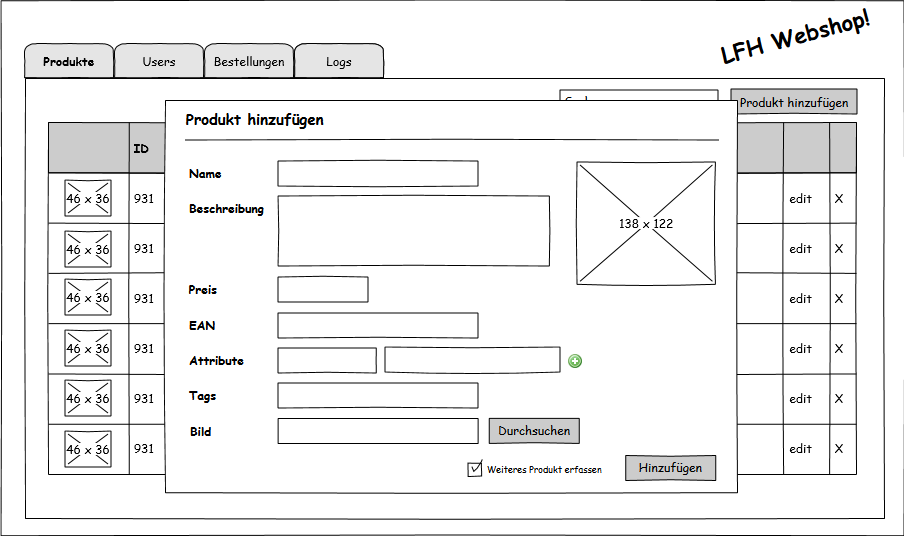 LFH Webshop!
Produkte Users Bestellungen Logs
Produkt hinzufügen
ID
Produkt hinzufügen
Name
138 x 122
Beschreibung
Preis
EAN
Attribute
Tags
Bild Durchsuchen
Weiteres Produkt erfassen Hinzufügen
46 x 36 931 edit X
46 x 36 931 edit X
46 x 36 931 edit X
46 x 36 931 edit X
46 x 36 931 edit X
46 x 36 931 edit X